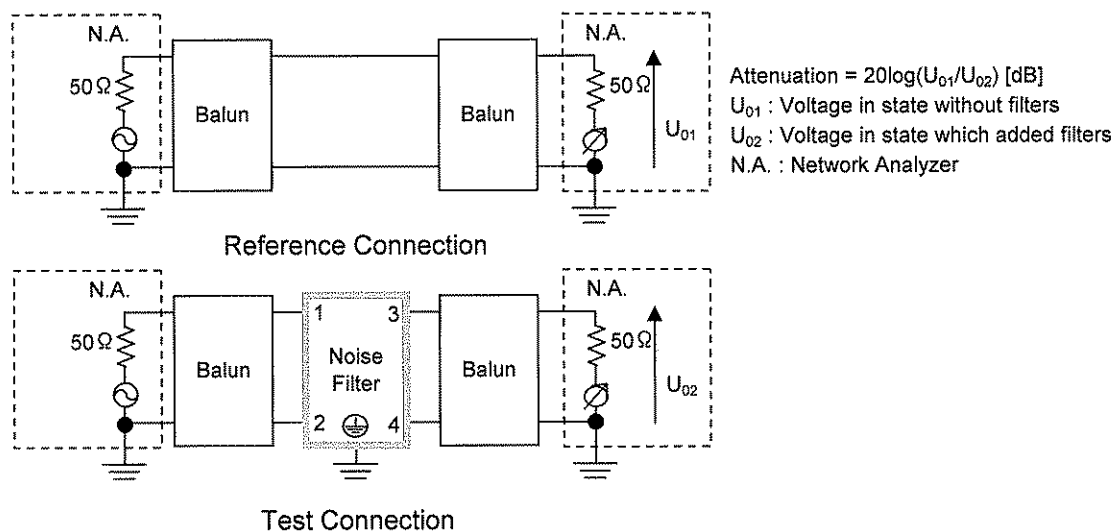 N.A.
N.A.
50Ω
Balun
Balun
50Ω
U01
Attenuation = 20log(U01/U02) [dB]
U01 : Voltage in state without filters
U02 : Voltage in state which added filters
N.A. : Network Analyzer
Reference Connection
N.A.
N.A.
50Ω
Balun
1
3
Noise
Filter
2
4
Balun
50Ω
U02
Test Connection